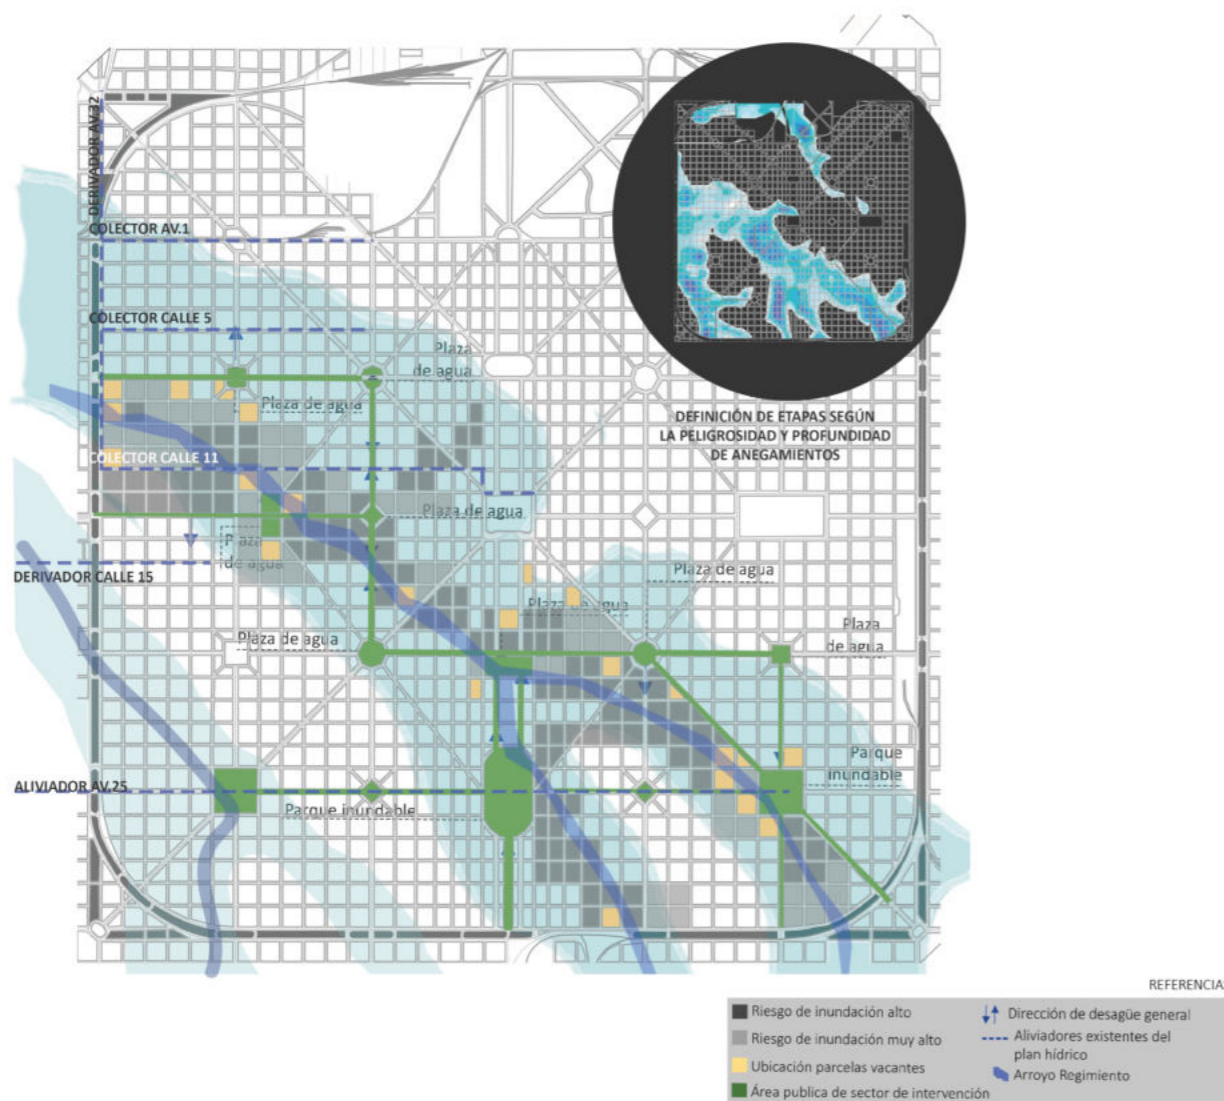 DERIVADOR AV.32
COLECTOR AV.1
COLECTOR CALLE 5
Plaza
de agua
Plaza de agua
DEFINICIÓN DE ETAPAS SEGÚN
LA PELIGROSIDAD Y PROFUNDIDAD
DE ANEGAMIENTOS
COLECTOR CALLE 11
Plaza de agua
Plaza
de agua
DERIVADOR CALLE 15
Plaza de agua
Plaza de agua
Plaza de agua
Plaza
de agua
Parque
inundable
ALIVIADOR AV.25
Parque inundable
REFERENCIAS
Riesgo de inundación alto
Riesgo de inundación muy alto
Ubicación parcelas vacantes
Área publica de sector de intervención
Dirección de desagüe general
Aliviadores existentes del
plan hídrico
Arroyo Regimiento